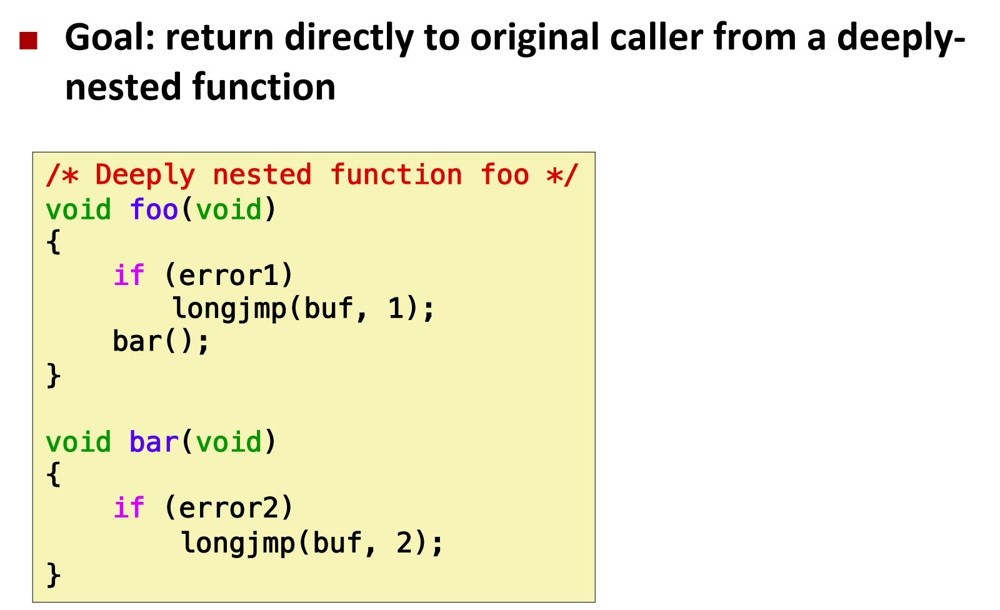 Goal: return directly to original caller from a deeply-
nested function
/* Deeply nested function foo */
void foo(void)
{
    if (error1)
        longjmp(buf, 1);
    bar();
}

void bar(void)
{
    if (error2)
        longjmp(buf, 2);
}